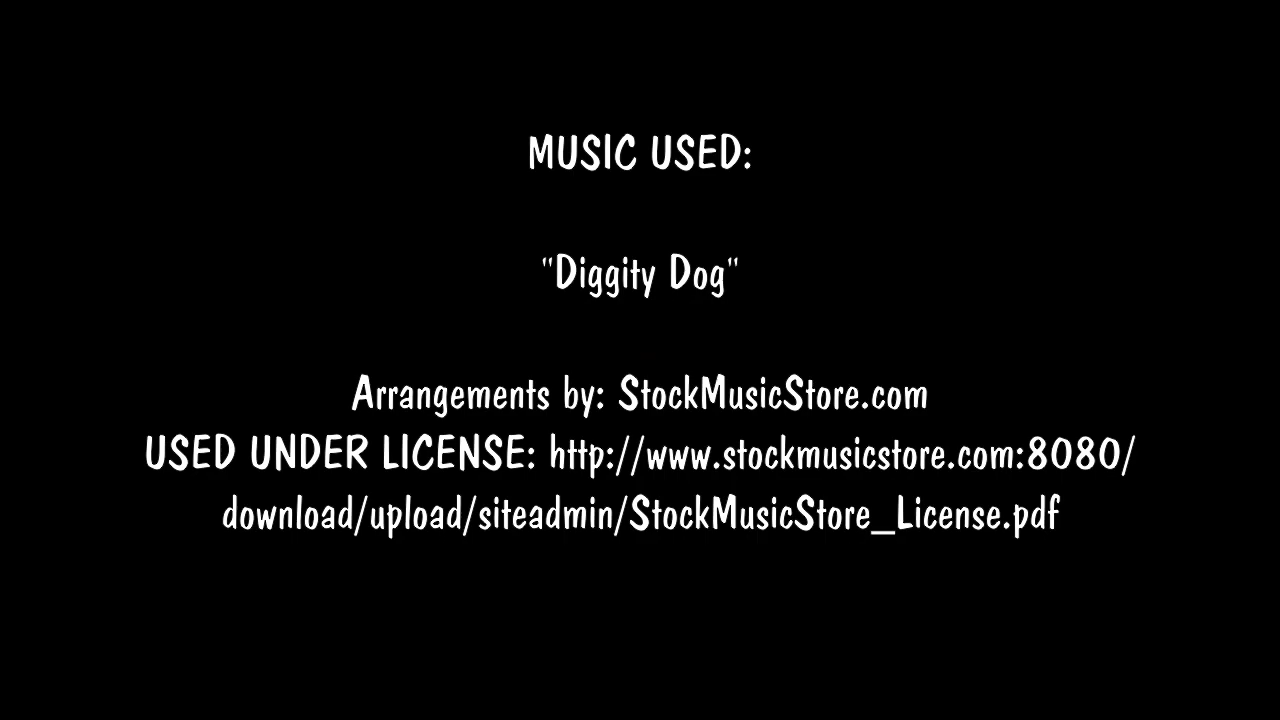 MUSIC USED:
"Diggity Dog"
Arrangements by: StockMusicStore.com
USED UNDER LICENSE: http://www.stockmusicstore.com:8080/
download/upload/siteadmin/StockMusicStore_License.pdf